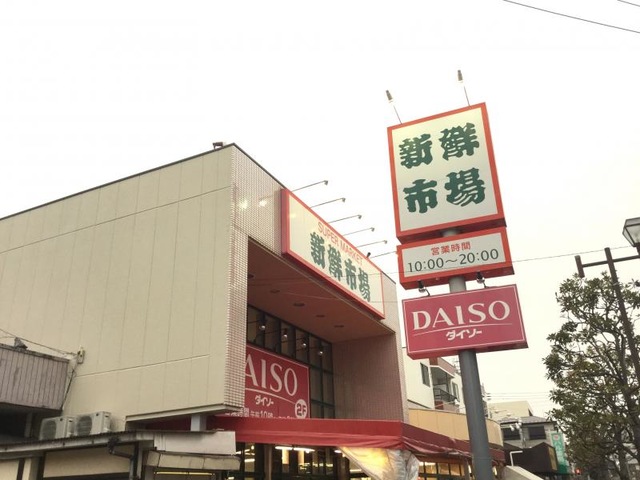 新鮮
市場
営業時間
10:00～20:00
DAISO
ダイソー
SUPER MARKET
新鮮市場
AISO
ダイソー
2F